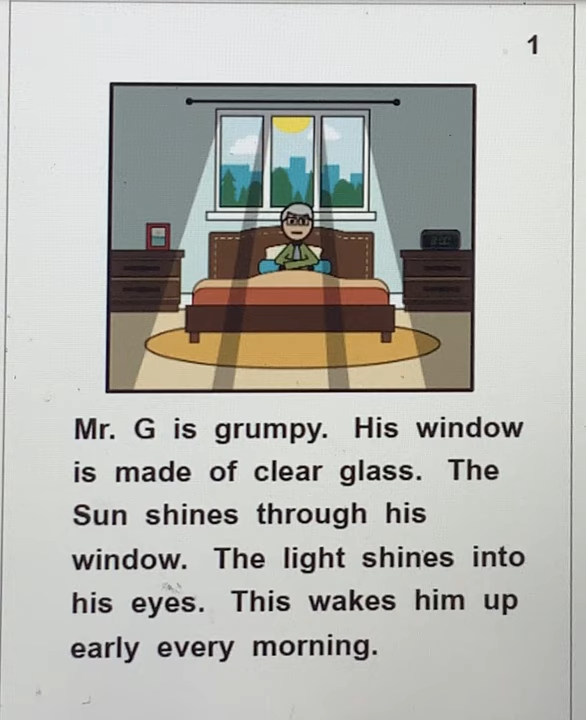 1
Mr. G is grumpy. His window
is made of clear glass. The
Sun shines through his
window. The light shines into
his eyes. This wakes him up
early every morning.